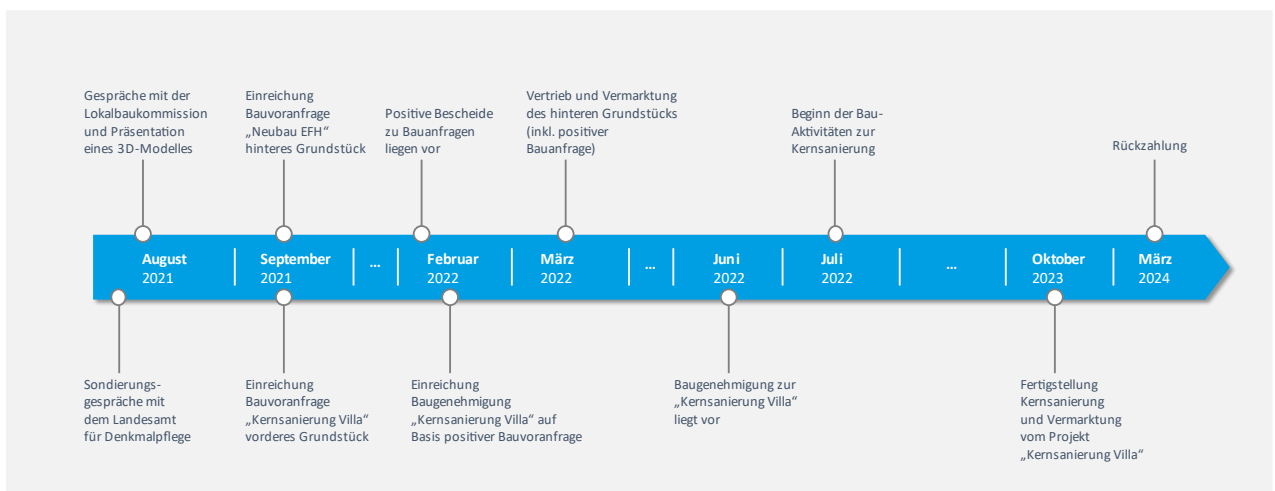 Gespräche mit der
Lokalbaukommission
und Präsentation
eines 3D-Modelles
Einreichung
Bauvoranfrage
„Neubau EFH“
hinteres Grundstück
Positive Bescheide
zu Bauanfragen
liegen vor
Vertrieb und Vermarktung
des hinteren Grundstücks
(inkl. positiver
Bauanfrage)
Beginn der Bau-
Aktivitäten zur
Kernsanierung
Rückzahlung
August
2021
September
2021
...
Februar
2022
März
2022
...
Juni
2022
Juli
2022
...
Oktober
2023
März
2024
Sondierungs-
gespräche mit
dem Landesamt
für Denkmalpflege
Einreichung
Bauvoranfrage
„Kernsanierung Villa“
vorderes Grundstück
Einreichung
Baugenehmigung
„Kernsanierung Villa“ auf
Basis positiver Bauvoranfrage
Baugenehmigung zur
„Kernsanierung Villa“
liegt vor
Fertigstellung
Kernsanierung
und Vermarktung
vom Projekt
„Kernsanierung Villa“